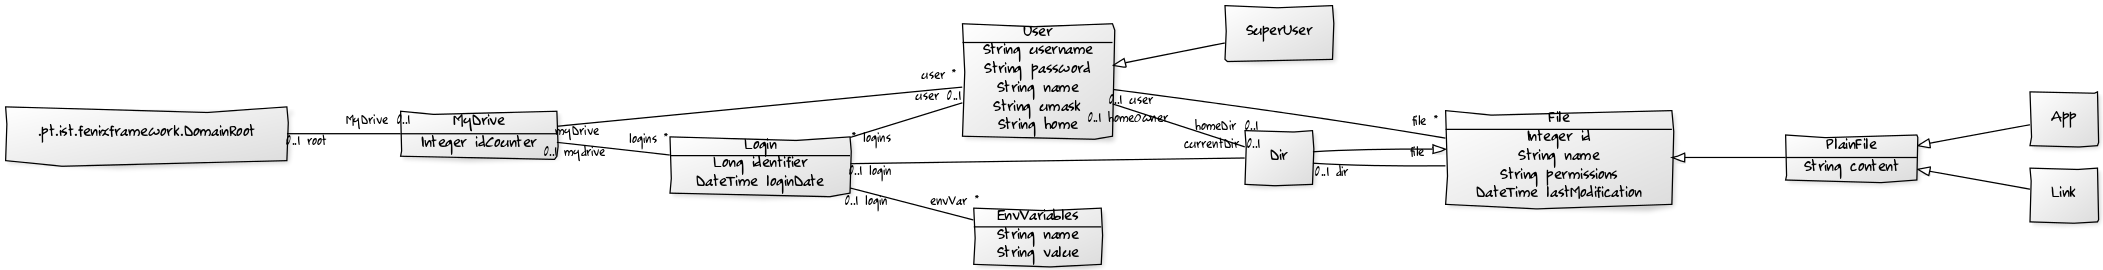 SuperUser
User
String username
String password
String name
String umask
String home
user *
user 0..1
.pt.ist.fenixframework.DomainRoot
MyDrive 0..1
0..1 root
MyDrive
Integer idCounter
myDrive
0..1 mydrive
logins *
Login
Long identifier
DateTime loginDate
* logins
0..1 login
0..1 login
envVar *
EnvVariables
String name
String value
0..1 user
0..1 homeOwner
homeDir 0..1
currentDir 0..1
Dir
file *
file
0..1 dir
File
Integer id
String name
String permissions
DateTime lastModification
PlainFile
String content
App
Link